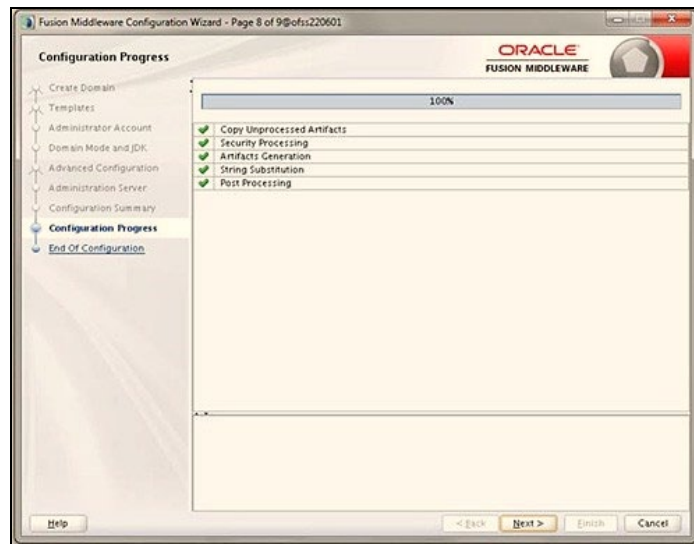 Fusion Middleware Configuration Wizard - Page 8 of 9@ofss220601
Configuration Progress
ORACLE
FUSION MIDDLEWARE
Create Domain
Templates
Administrator Account
Domain Mode and JDK
Advanced Configuration
Administration Server
Configuration Summary
Configuration Progress
End Of Configuration
100%
Copy Unprocessed Artifacts
Security Processing
Artifacts Generation
String Substitution
Post Processing
Help
< Back
Next >
Finish
Cancel